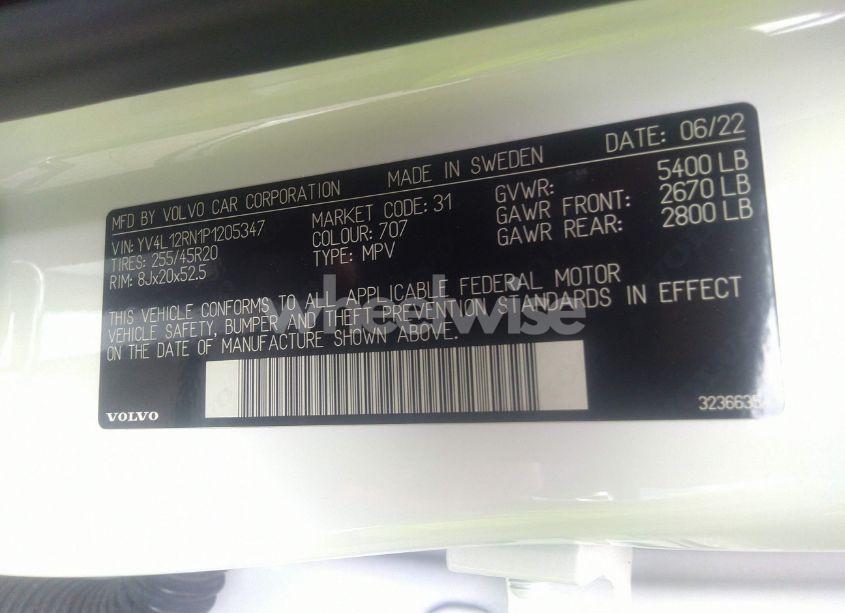 MFD BY VOLVO CAR CORPORATION MADE IN SWEDEN DATE: 06/22
VIN: YV4L12RN1P1205347 MARKET CODE: 31 GVWR: 5400 LB
TIRES: 255/45R20 COLOUR: 707 GAWR FRONT: 2670 LB
RIM: 8Jx20x52.5 TYPE: MPV GAWR REAR: 2800 LB
THIS VEHICLE CONFORMS TO ALL APPLICABLE FEDERAL MOTOR
VEHICLE SAFETY, BUMPER AND THEFT PREVENTION STANDARDS IN EFFECT
ON THE DATE OF MANUFACTURE SHOWN ABOVE.
wheelwise
VOLVO